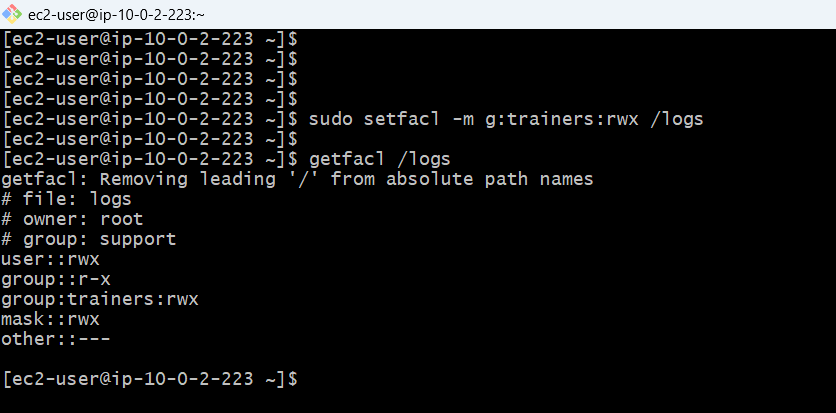 ec2-user@ip-10-0-2-223:~
[ec2-user@ip-10-0-2-223 ~]$
[ec2-user@ip-10-0-2-223 ~]$
[ec2-user@ip-10-0-2-223 ~]$
[ec2-user@ip-10-0-2-223 ~]$
[ec2-user@ip-10-0-2-223 ~]$ sudo setfacl -m g:trainers:rwx /logs
[ec2-user@ip-10-0-2-223 ~]$
[ec2-user@ip-10-0-2-223 ~]$ getfacl /logs
getfacl: Removing leading '/' from absolute path names
# file: logs
# owner: root
# group: support
user::rwx
group::r-x
group:trainers:rwx
mask::rwx
other::---
[ec2-user@ip-10-0-2-223 ~]$